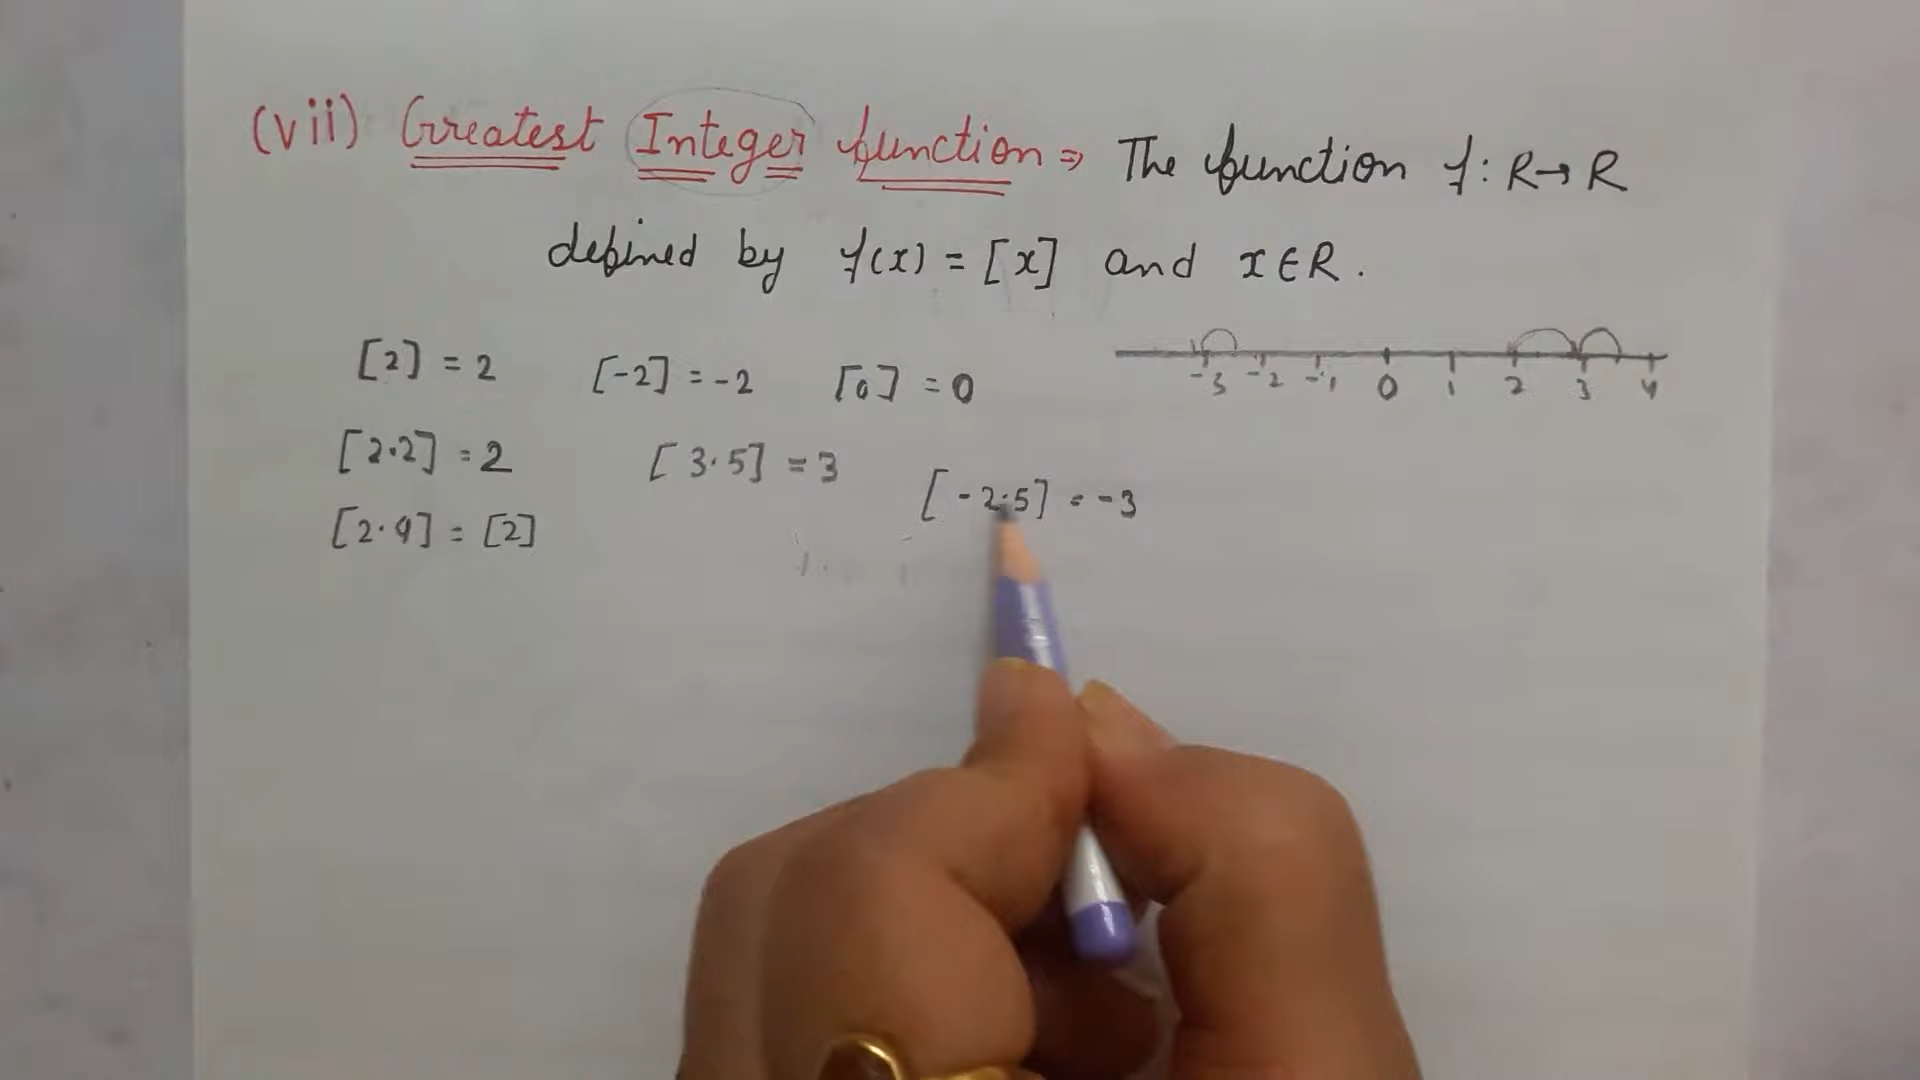 (vii) Greatest Integer function ⇒ The function f: R→R
defined by f(x) = [x] and x∈R.
[2] = 2 [-2] = -2 [0] = 0
-3 -2 -1 0 1 2 3 4
[2.2] = 2 [3.5] = 3
[-2.5] = -3
[2.9] = [2]